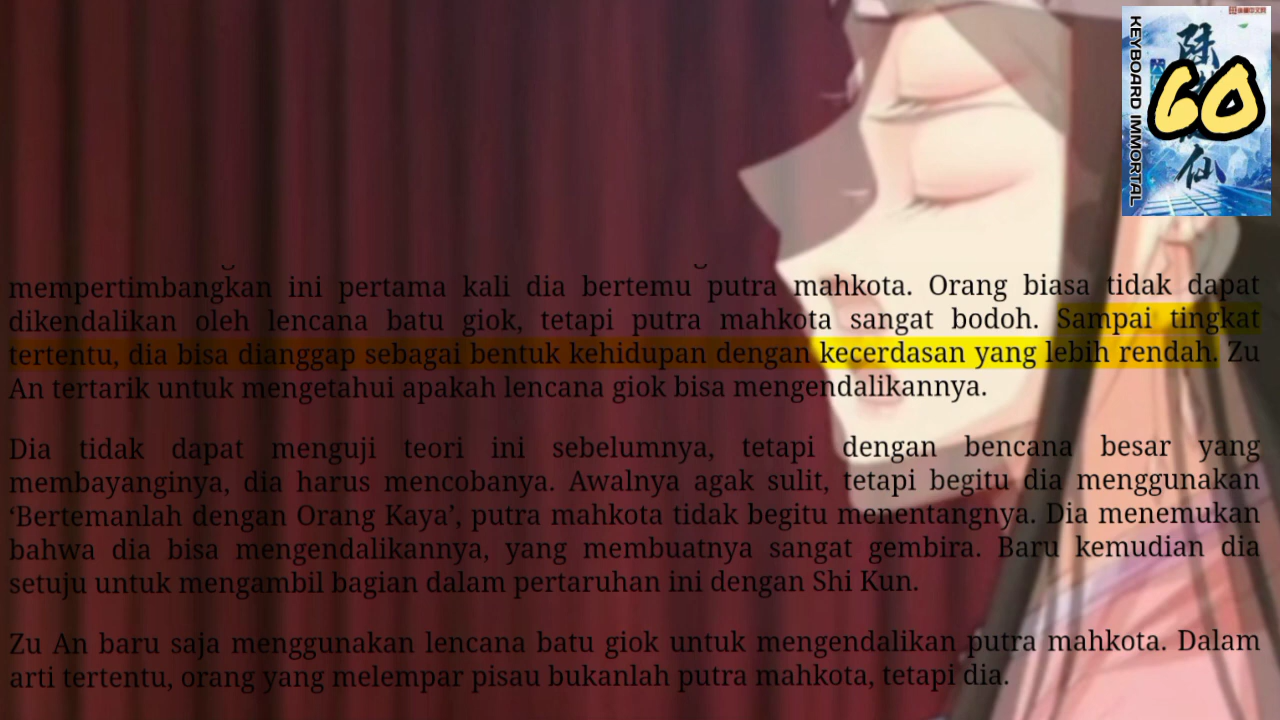 KEYBOARD IMMORTAL
60
仙
mempertimbangkan ini pertama kali dia bertemu putra mahkota. Orang biasa tidak dapat
dikendalikan oleh lencana batu giok, tetapi putra mahkota sangat bodoh. Sampai tingkat
tertentu, dia bisa dianggap sebagai bentuk kehidupan dengan kecerdasan yang lebih rendah. Zu
An tertarik untuk mengetahui apakah lencana giok bisa mengendalikannya.
Dia tidak dapat menguji teori ini sebelumnya, tetapi dengan bencana besar yang
membayanginya, dia harus mencobanya. Awalnya agak sulit, tetapi begitu dia menggunakan
‘Bertemanlah dengan Orang Kaya’, putra mahkota tidak begitu menentangnya. Dia menemukan
bahwa dia bisa mengendalikannya, yang membuatnya sangat gembira. Baru kemudian dia
setuju untuk mengambil bagian dalam pertaruhan ini dengan Shi Kun.
Zu An baru saja menggunakan lencana batu giok untuk mengendalikan putra mahkota. Dalam
arti tertentu, orang yang melempar pisau bukanlah putra mahkota, tetapi dia.